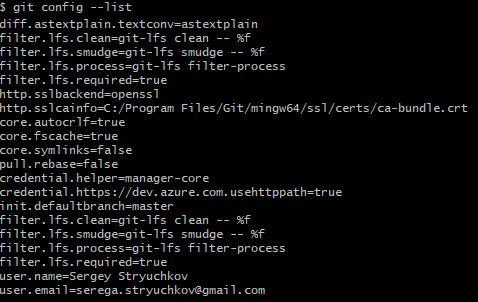 $ git config --list
diff.astextplain.textconv=astextplain
filter.lfs.clean=git-lfs clean -- %f
filter.lfs.smudge=git-lfs smudge -- %f
filter.lfs.process=git-lfs filter-process
filter.lfs.required=true
http.sslbackend=openssl
http.sslcainfo=C:/Program Files/Git/mingw64/ssl/certs/ca-bundle.crt
core.autocrlf=true
core.fscache=true
core.symlinks=false
pull.rebase=false
credential.helper=manager-core
credential.https://dev.azure.com.usehttppath=true
init.defaultbranch=master
filter.lfs.clean=git-lfs clean -- %f
filter.lfs.smudge=git-lfs smudge -- %f
filter.lfs.process=git-lfs filter-process
filter.lfs.required=true
user.name=Sergey Stryuchkov
user.email=serega.stryuchkov@gmail.com